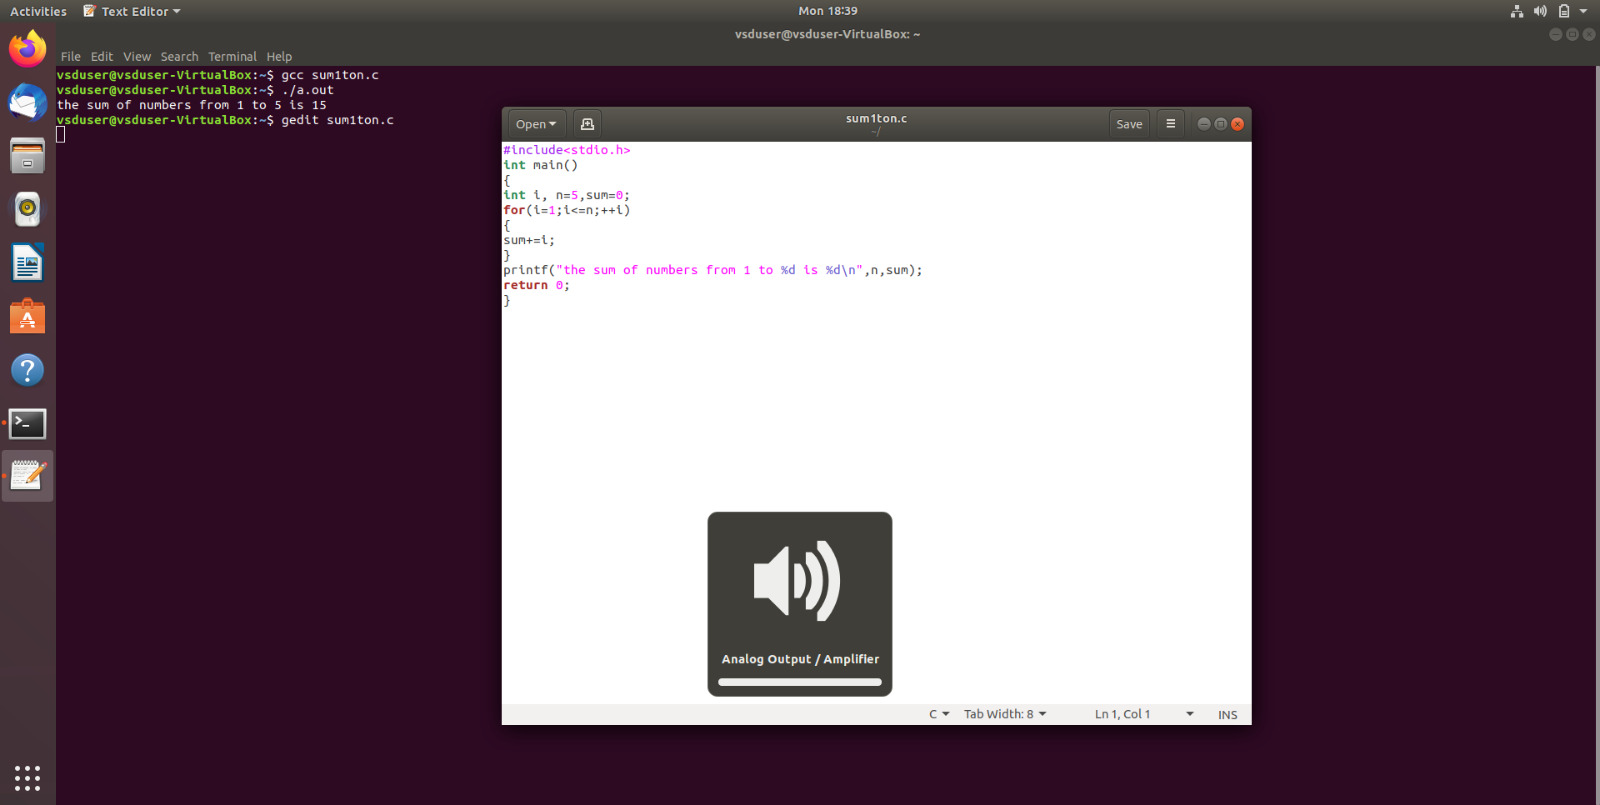 Activities Text Editor Mon 18:39
vsduser@vsduser-VirtualBox: ~
File Edit View Search Terminal Help
vsduser@vsduser-VirtualBox:~$ gcc sum1ton.c
vsduser@vsduser-VirtualBox:~$ ./a.out
the sum of numbers from 1 to 5 is 15
vsduser@vsduser-VirtualBox:~$ gedit sum1ton.c
Open sum1ton.c Save
~/
#include<stdio.h>
int main()
{
int i, n=5,sum=0;
for(i=1;i<=n;++i)
{
sum+=i;
}
printf("the sum of numbers from 1 to %d is %d\n",n,sum);
return 0;
}
Analog Output / Amplifier
C Tab Width: 8 Ln 1, Col 1 INS